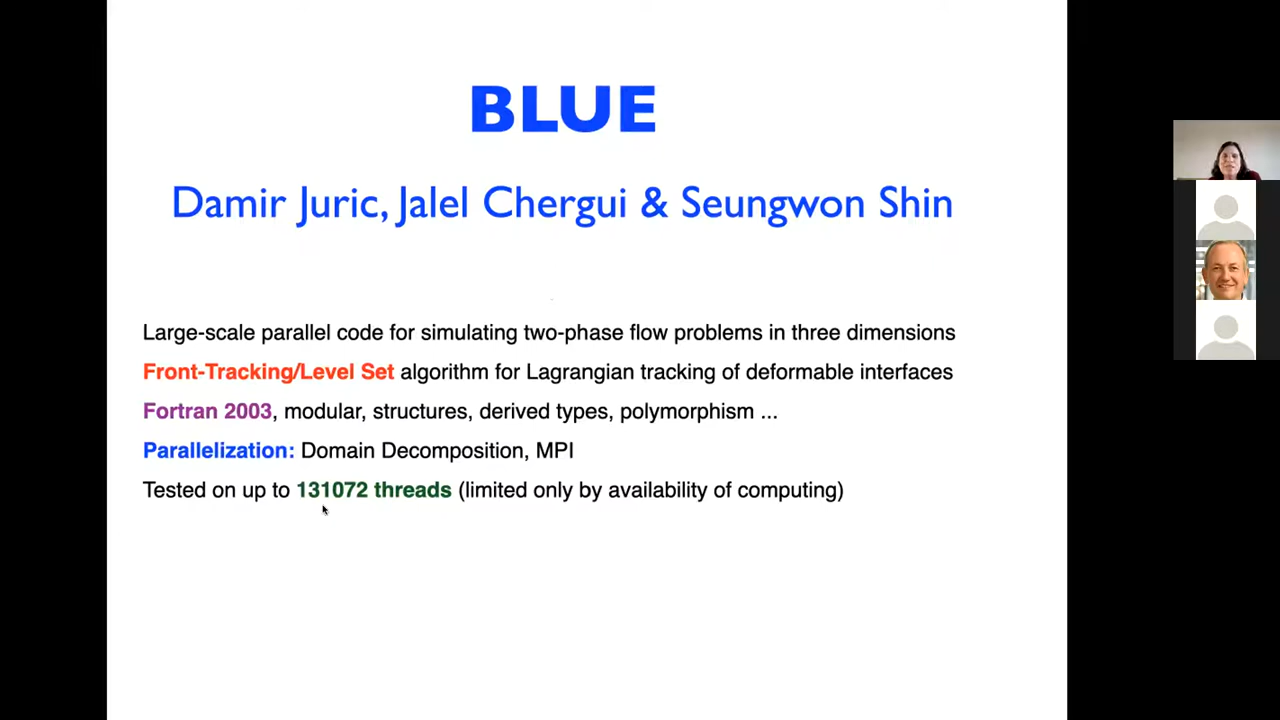 BLUE
Damir Juric, Jalel Chergui & Seungwon Shin
Large-scale parallel code for simulating two-phase flow problems in three dimensions
Front-Tracking/Level Set algorithm for Lagrangian tracking of deformable interfaces
Fortran 2003, modular, structures, derived types, polymorphism ...
Parallelization: Domain Decomposition, MPI
Tested on up to 131072 threads (limited only by availability of computing)